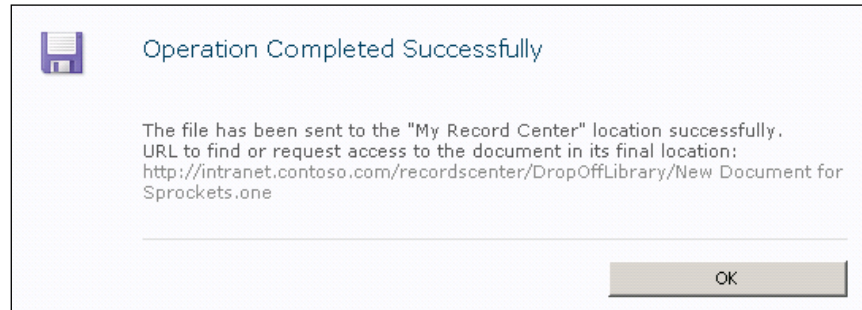 Operation Completed Successfully
The file has been sent to the "My Record Center" location successfully.
URL to find or request access to the document in its final location:
http://intranet.contoso.com/recordscenter/DropOffLibrary/New Document for
Sprockets.one
OK